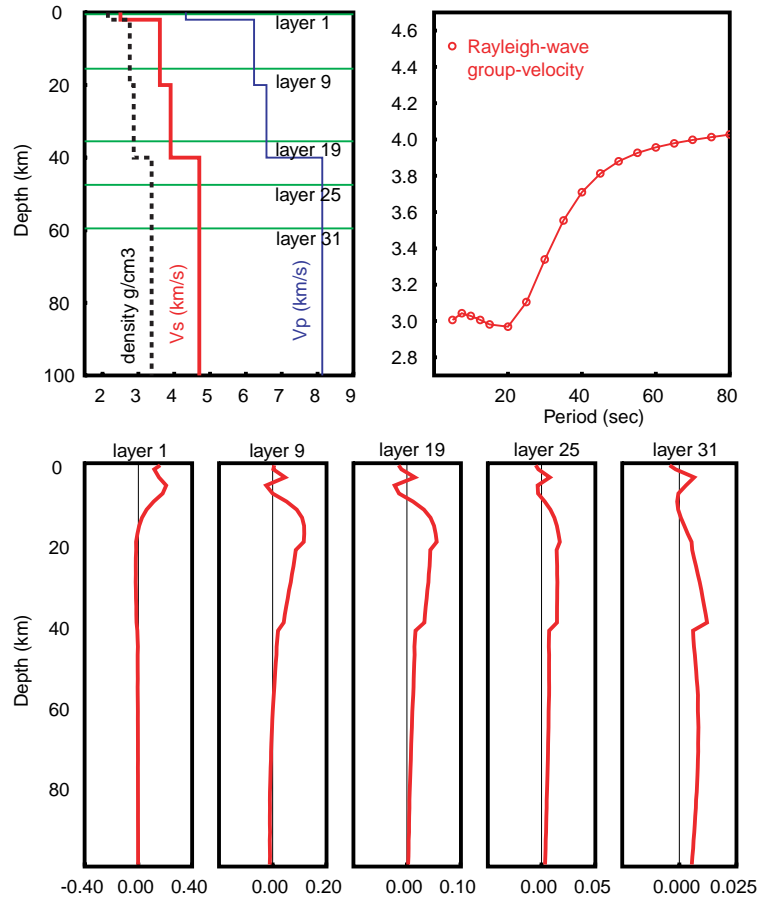 0
20
40
60
80
100
Depth (km)
layer 1
layer 9
layer 19
layer 25
layer 31
density g/cm3
Vs (km/s)
Vp (km/s)
2 3 4 5 6 7 8 9
4.6
4.4
4.2
4.0
3.8
3.6
3.4
3.2
3.0
2.8
Rayleigh-wave
group-velocity
20 40 60 80
Period (sec)
layer 1 layer 9 layer 19 layer 25 layer 31
0
20
40
60
80
Depth (km)
-0.40 0.00 0.40 0.00 0.20 0.00 0.10 0.00 0.05 0.000 0.025